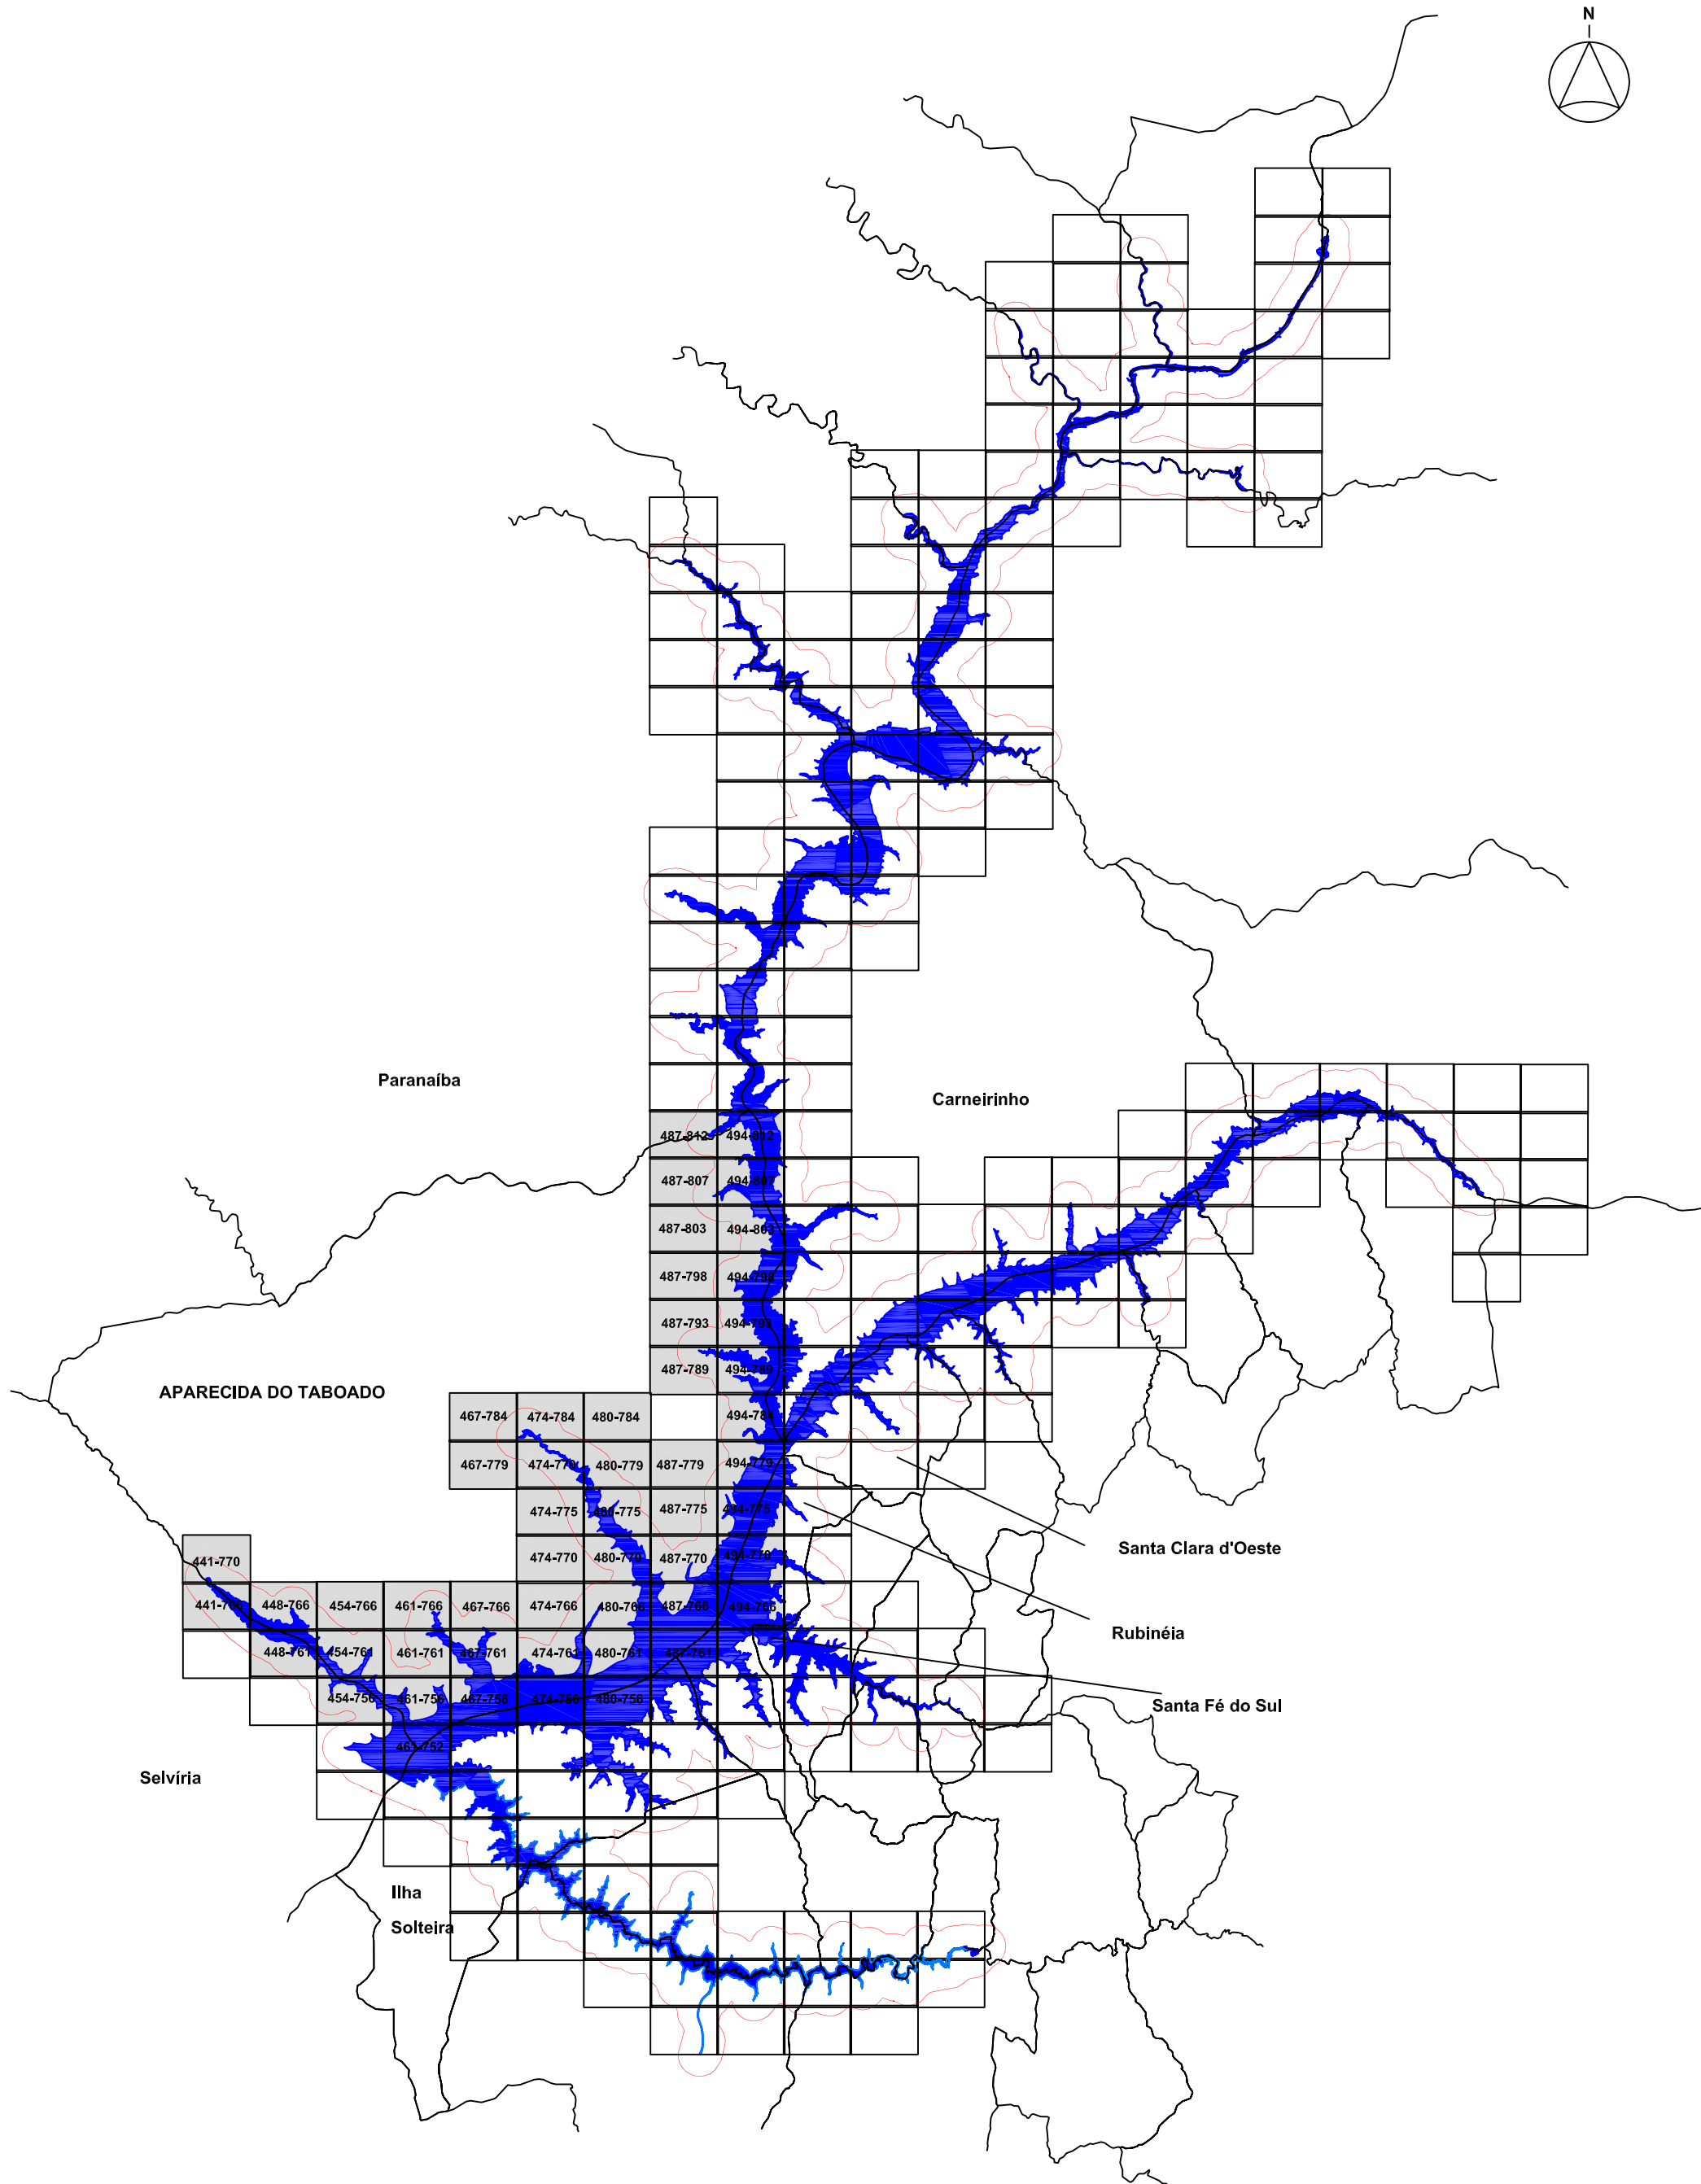 N
Paranaíba
Carneirinho
487-812 494-812
487-807 494-807
487-803 494-803
487-798 494-798
487-793 494-793
487-789 494-789
APARECIDA DO TABOADO
467-784 474-784 480-784 494-784
467-779 474-779 480-779 487-779 494-779
474-775 480-775 487-775 494-775
Santa Clara d'Oeste
441-770 474-770 480-770 487-770 494-770
441-766 448-766 454-766 461-766 467-766 474-766 480-766 487-766 494-766
Rubinéia
448-761 454-761 461-761 467-761 474-761 480-761 487-761
454-756 461-756 467-756 474-756 480-756
Santa Fé do Sul
461-752
Selvíria
Ilha
Solteira